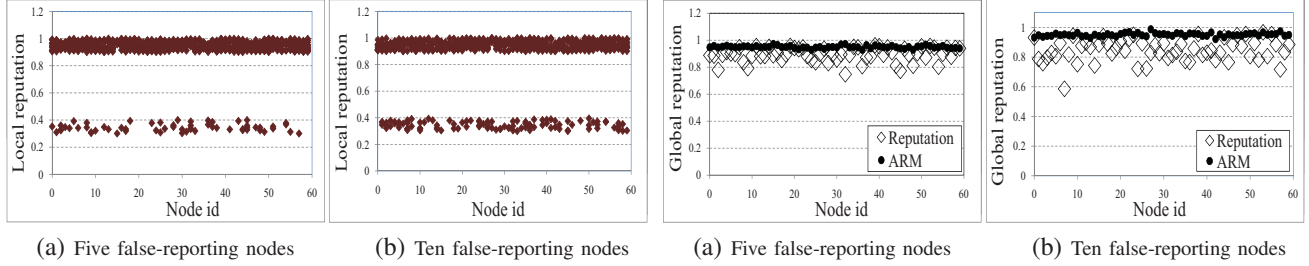 Local reputation
1.2
1
0.8
0.6
0.4
0.2
0
0 10 20 30 40 50 60
Node id
(a) Five false-reporting nodes
Local reputation
1.2
1
0.8
0.6
0.4
0.2
0
0 10 20 30 40 50 60
Node id
(b) Ten false-reporting nodes
Global reputation
1.2
1
0.8
0.6
0.4
0.2
0
Reputation
ARM
0 10 20 30 40 50 60
Node id
(a) Five false-reporting nodes
Global reputation
1
0.8
0.6
0.4
0.2
0
Reputation
ARM
0 10 20 30 40 50 60
Node id
(b) Ten false-reporting nodes